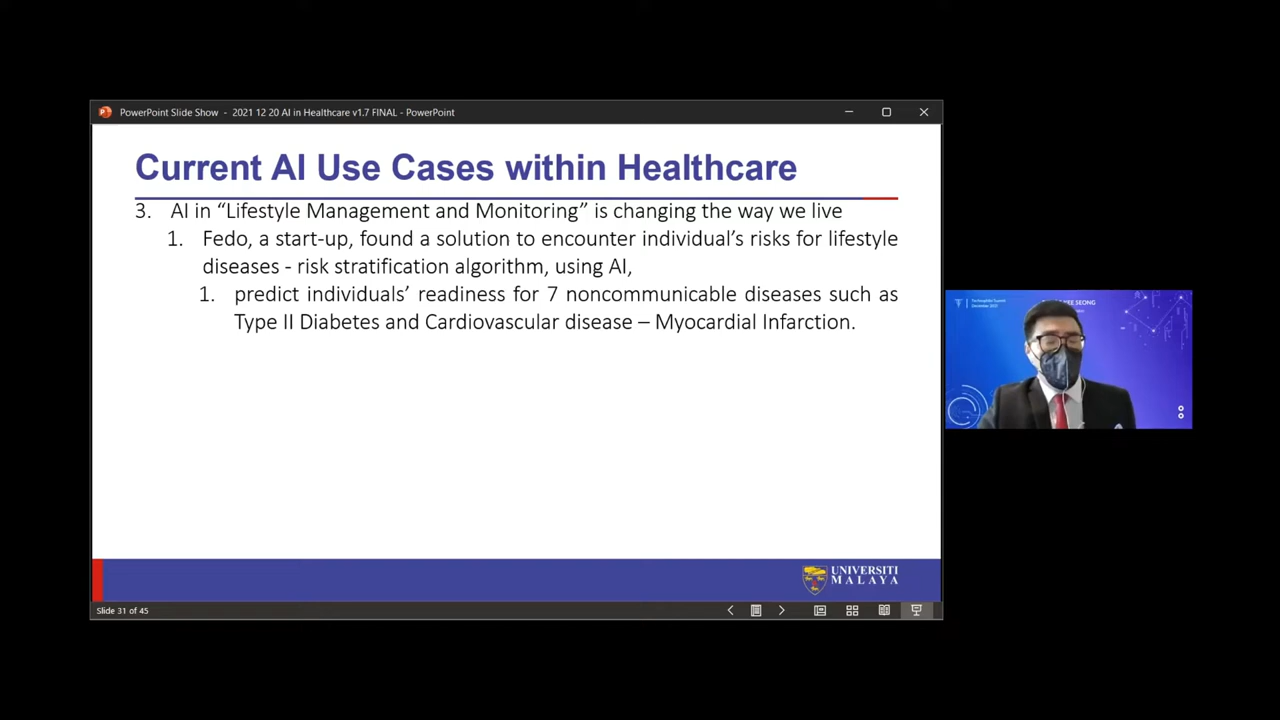 PowerPoint Slide Show - 2021 12 20 AI in Healthcare v1.7 FINAL - PowerPoint
Current AI Use Cases within Healthcare
3. AI in “Lifestyle Management and Monitoring” is changing the way we live
1. Fedo, a start-up, found a solution to encounter individual’s risks for lifestyle
diseases - risk stratification algorithm, using AI,
1. predict individuals’ readiness for 7 noncommunicable diseases such as
Type II Diabetes and Cardiovascular disease – Myocardial Infarction.
UNIVERSITI
MALAYA
Slide 31 of 45
SEONG